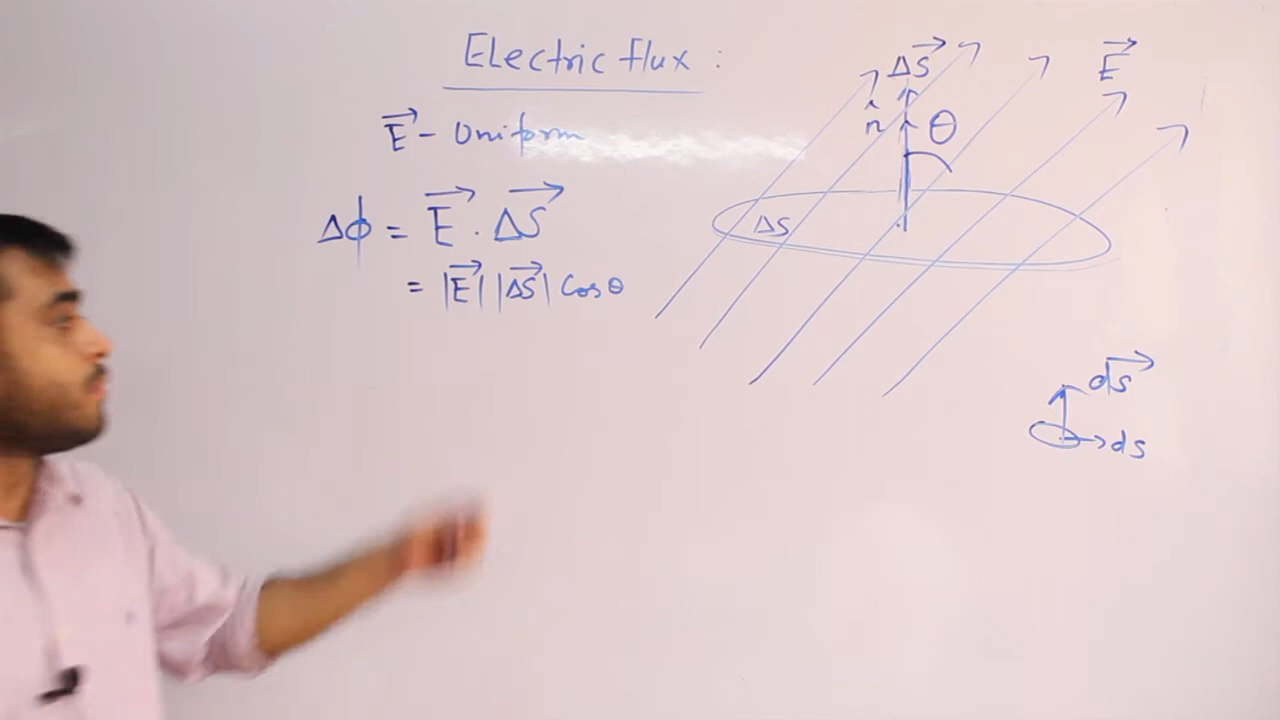 Electric flux :
E⃗ - Uniform
Δϕ = E⃗ . ΔS⃗
= |E⃗| |ΔS⃗| Cosθ
ΔS⃗
E⃗
n̂
θ
ΔS
dS⃗
ds